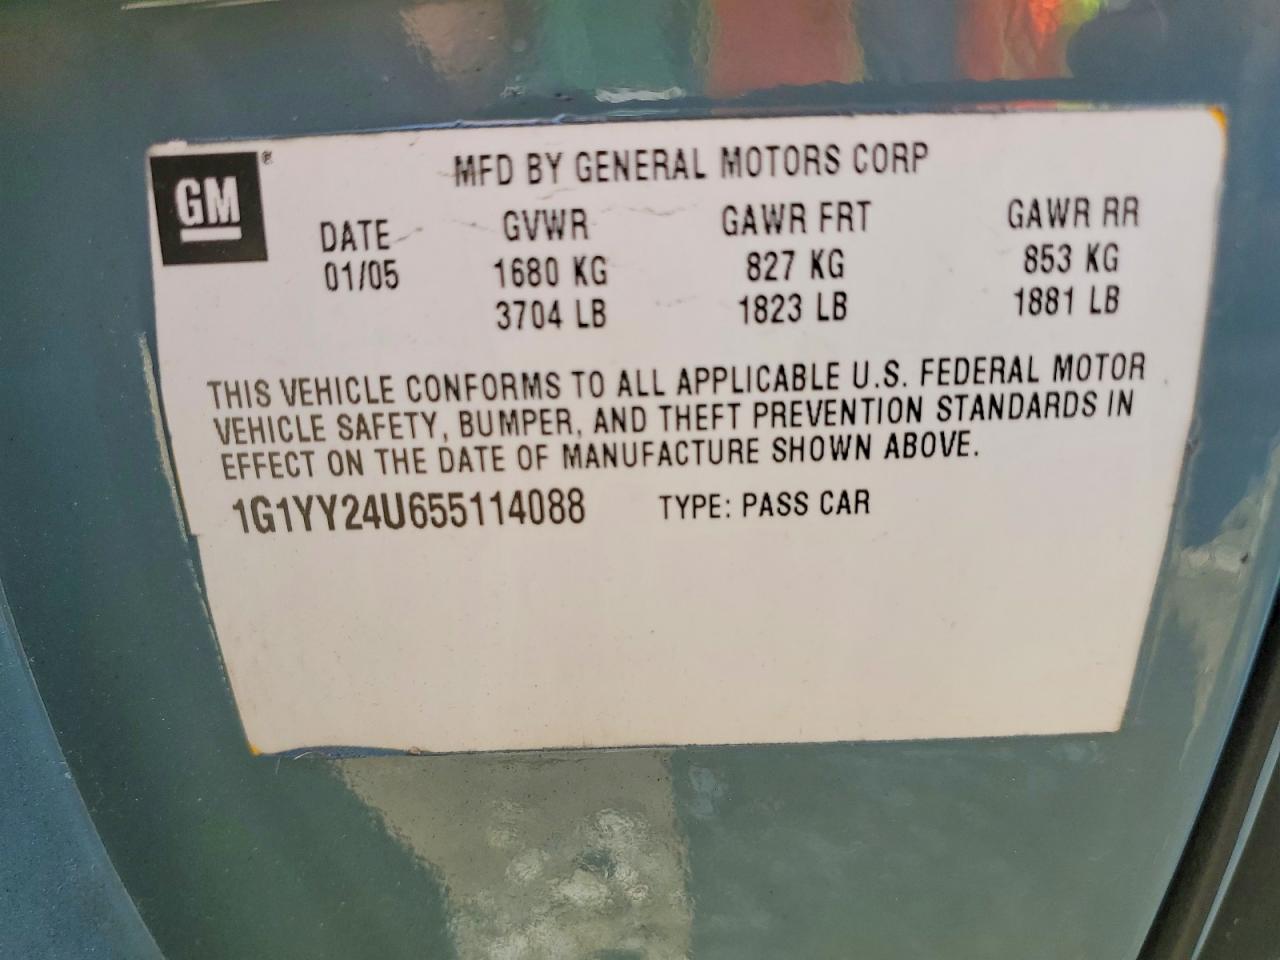 GM®
MFD BY GENERAL MOTORS CORP
DATE GVWR GAWR FRT GAWR RR
01/05 1680 KG 827 KG 853 KG
3704 LB 1823 LB 1881 LB
THIS VEHICLE CONFORMS TO ALL APPLICABLE U.S. FEDERAL MOTOR
VEHICLE SAFETY, BUMPER, AND THEFT PREVENTION STANDARDS IN
EFFECT ON THE DATE OF MANUFACTURE SHOWN ABOVE.
1G1YY24U655114088 TYPE: PASS CAR